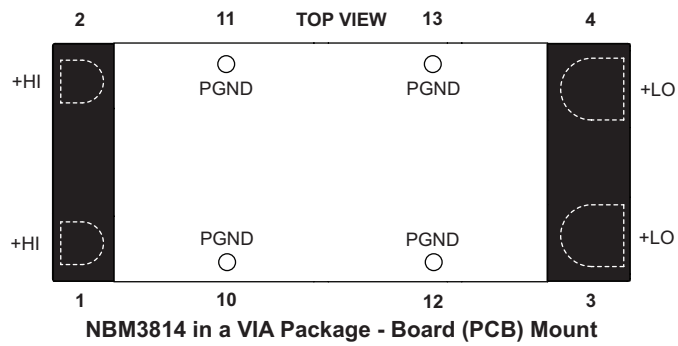 2 11 TOP VIEW 13 4
+HI +LO
PGND PGND
+HI PGND PGND +LO
1 10 12 3
NBM3814 in a VIA Package - Board (PCB) Mount